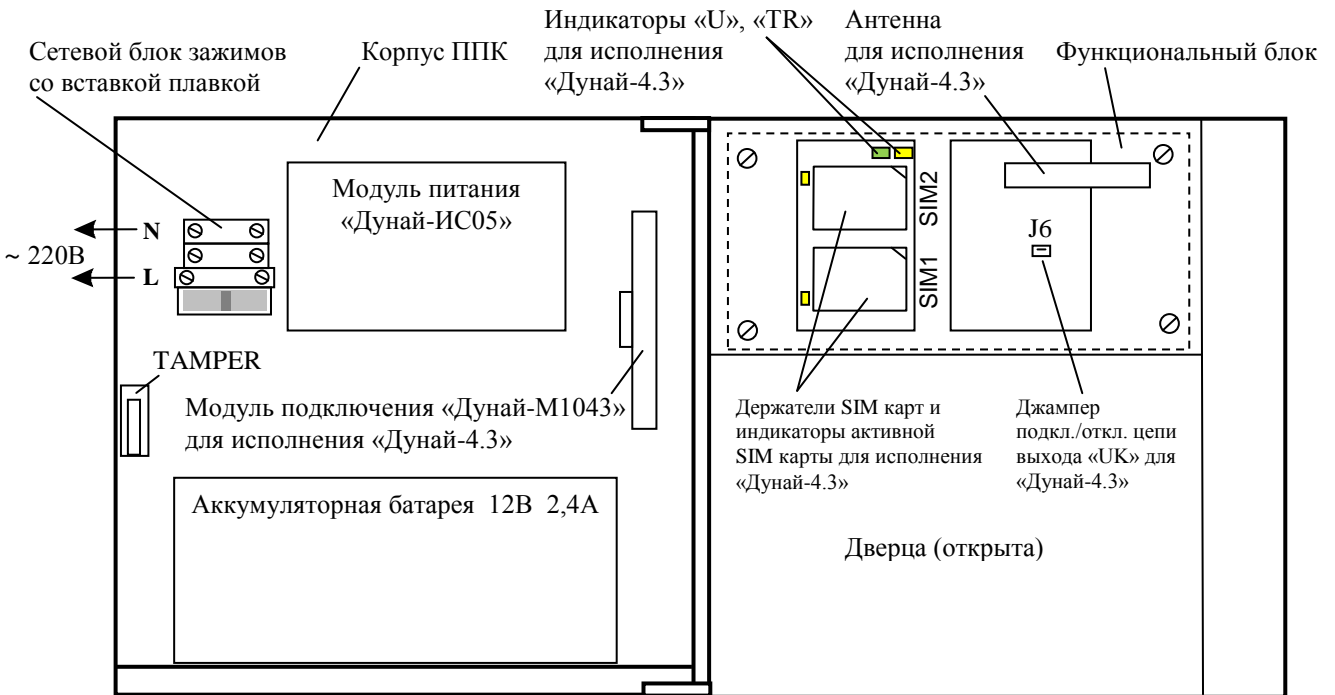 Индикаторы «U», «TR»
для исполнения
«Дунай-4.3»
Антенна
для исполнения
«Дунай-4.3»
Функциональный блок
Сетевой блок зажимов
со вставкой плавкой
Корпус ППК
Модуль питания
«Дунай-ИС05»
N
~ 220В
L
SIM2
SIM1
J6
TAMPER
Модуль подключения «Дунай-М1043»
для исполнения «Дунай-4.3»
Держатели SIM карт и
индикаторы активной
SIM карты для исполнения
«Дунай-4.3»
Джампер
подкл./откл. цепи
выхода «UK» для
«Дунай-4.3»
Аккумуляторная батарея 12В 2,4А
Дверца (открыта)